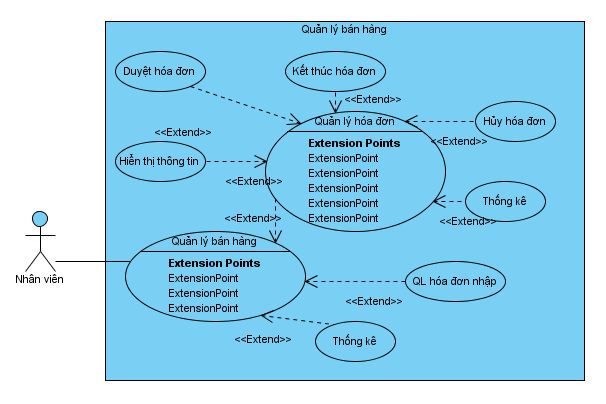 Quản lý bán hàng
Duyệt hóa đơn
Kết thúc hóa đơn
<<Extend>>
Quản lý hóa đơn
Hủy hóa đơn
<<Extend>>
Extension Points
<<Extend>>
ExtensionPoint
Hiển thị thông tin
ExtensionPoint
<<Extend>>
ExtensionPoint
ExtensionPoint
Thống kê
ExtensionPoint
<<Extend>>
<<Extend>>
Quản lý bán hàng
Extension Points
Nhân viên
ExtensionPoint
QL hóa đơn nhập
ExtensionPoint
<<Extend>>
ExtensionPoint
<<Extend>>
Thống kê